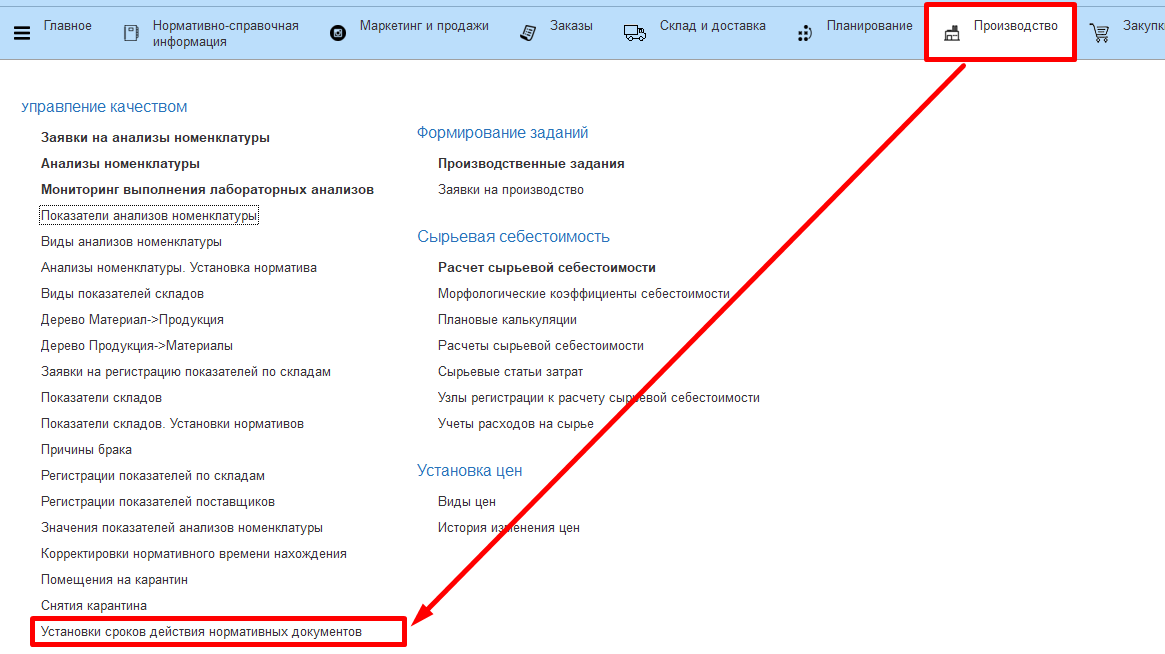 Главное
Нормативно-справочная
информация
Маркетинг и продажи
Заказы
Склад и доставка
Планирование
Производство
Закупк
Управление качеством
Заявки на анализы номенклатуры
Анализы номенклатуры
Мониторинг выполнения лабораторных анализов
Показатели анализов номенклатуры
Виды анализов номенклатуры
Анализы номенклатуры. Установка норматива
Виды показателей складов
Дерево Материал->Продукция
Дерево Продукция->Материалы
Заявки на регистрацию показателей по складам
Показатели складов
Показатели складов. Установки нормативов
Причины брака
Регистрации показателей по складам
Регистрации показателей поставщиков
Значения показателей анализов номенклатуры
Корректировки нормативного времени нахождения
Помещения на карантин
Снятия карантина
Установки сроков действия нормативных документов
Формирование заданий
Производственные задания
Заявки на производство
Сырьевая себестоимость
Расчет сырьевой себестоимости
Морфологические коэффициенты себестоимости
Плановые калькуляции
Расчеты сырьевой себестоимости
Сырьевые статьи затрат
Узлы регистрации к расчету сырьевой себестоимости
Учеты расходов на сырье
Установка цен
Виды цен
История изменения цен